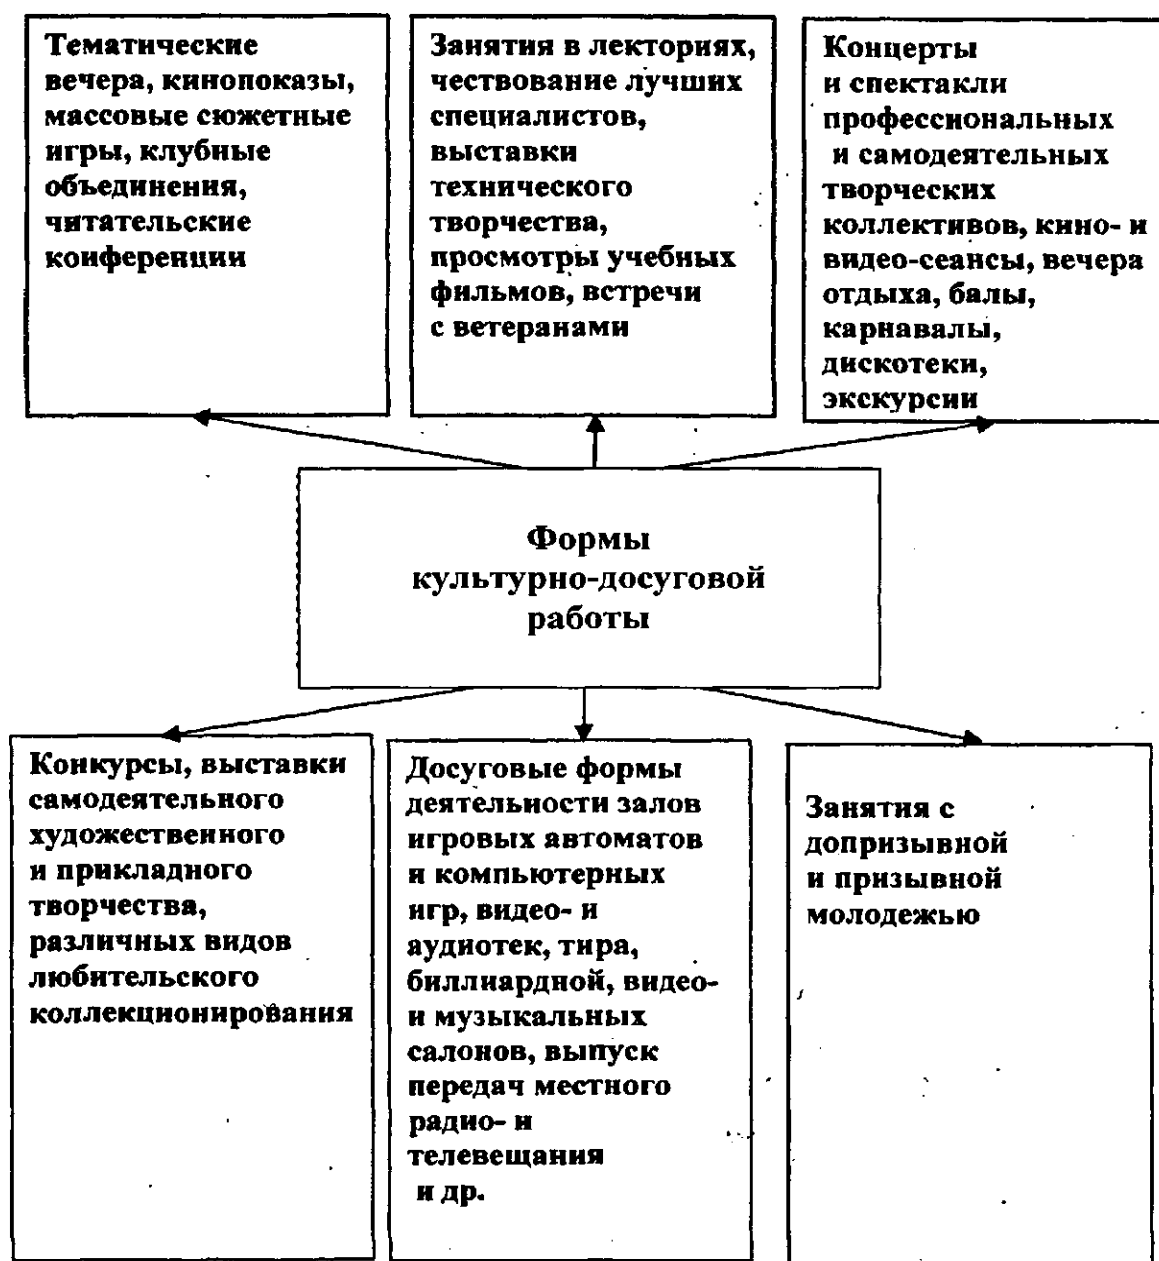 Тематические
вечера, кинопоказы,
массовые сюжетные
игры, клубные
объединения,
читательские
конференции
Занятия в лекториях,
чествование лучших
специалистов,
выставки
технического
творчества,
просмотры учебных
фильмов, встречи
с ветеранами
Концерты
и спектакли
профессиональных
и самодеятельных
творческих
коллективов, кино- и
видео-сеансы, вечера
отдыха, балы,
карнавалы,
дискотеки,
экскурсии
Формы
культурно-досуговой
работы
Конкурсы, выставки
самодеятельного
художественного
и прикладного
творчества,
различных видов
любительского
коллекционирования
Досуговые формы
деятельности залов
игровых автоматов
и компьютерных
игр, видео- и
аудиотек, тира,
биллиардной, видео-
и музыкальных
салонов, выпуск
передач местного
радио- и
телевещания
и др.
Занятия с
допризывной
и призывной
молодежью